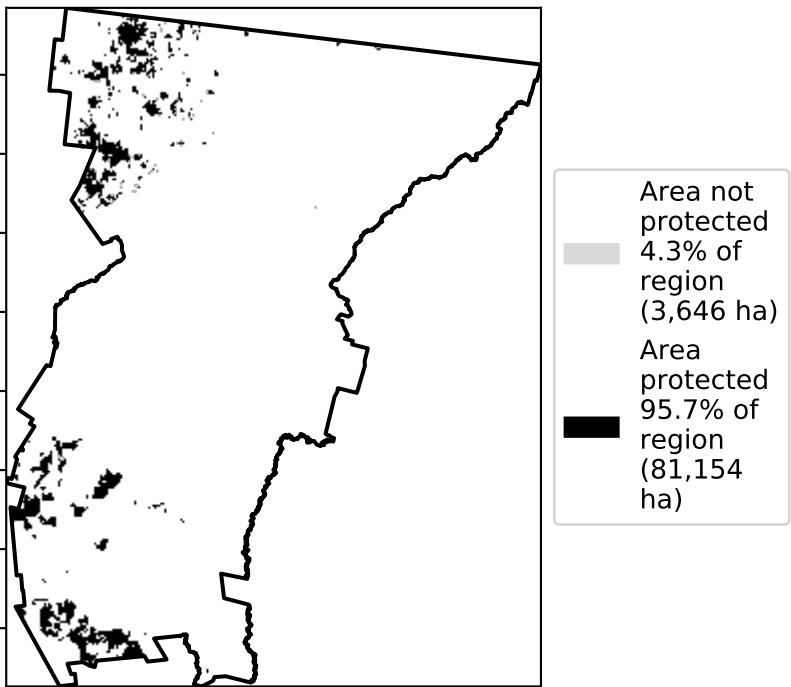 Area not
protected
4.3% of
region
(3,646 ha)
Area
protected
95.7% of
region
(81,154
ha)